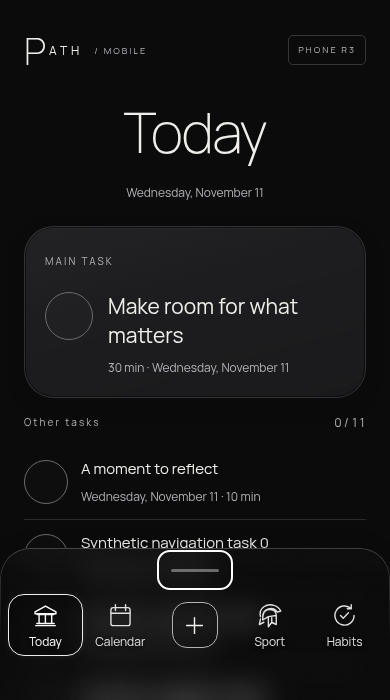 PATH / MOBILE
PHONE R3
Today
Wednesday, November 11
MAIN TASK
Make room for what
matters
30 min · Wednesday, November 11
Other tasks
0/11
A moment to reflect
Wednesday, November 11 · 10 min
Synthetic navigation task 0
Today
Calendar
Sport
Habits